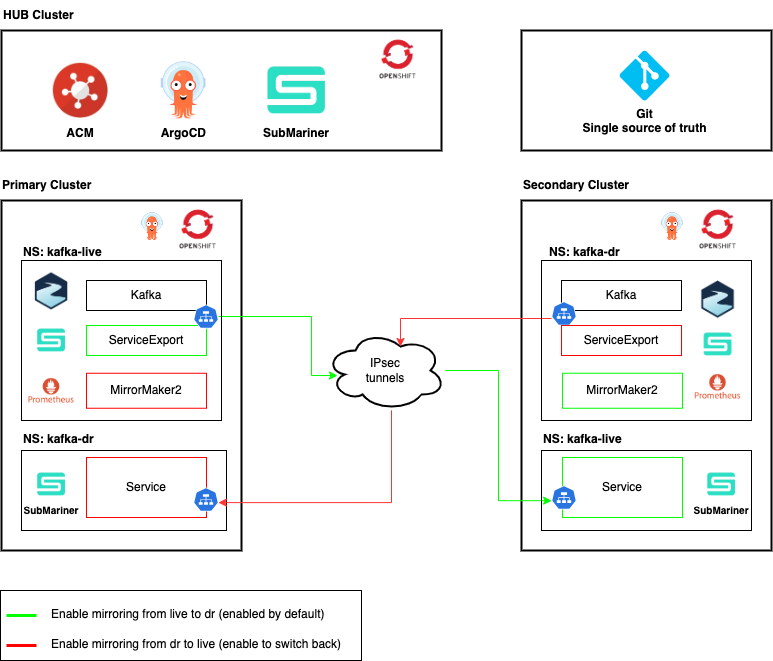 HUB Cluster
OPENSHIFT
ACM
ArgoCD
SubMariner
Git
Single source of truth
Primary Cluster
OPENSHIFT
NS: kafka-live
Kafka
ServiceExport
MirrorMaker2
Prometheus
NS: kafka-dr
Service
SubMariner
IPsec
tunnels
Secondary Cluster
OPENSHIFT
NS: kafka-dr
Kafka
ServiceExport
MirrorMaker2
Prometheus
NS: kafka-live
Service
SubMariner
Enable mirroring from live to dr (enabled by default)
Enable mirroring from dr to live (enable to switch back)